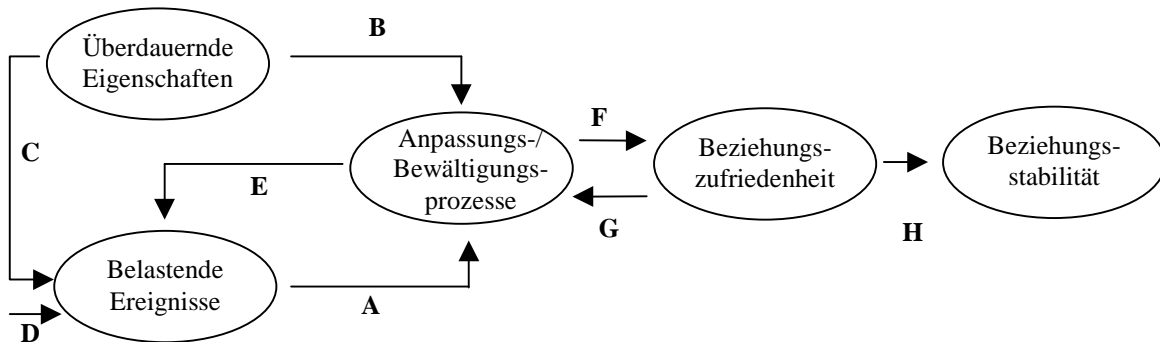 B
Überdauernde
Eigenschaften
C
Anpassungs-/
Bewältigungs-
prozesse
F
Beziehungs-
zufriedenheit
Beziehungs-
stabilität
E
G
H
Belastende
Ereignisse
A
D